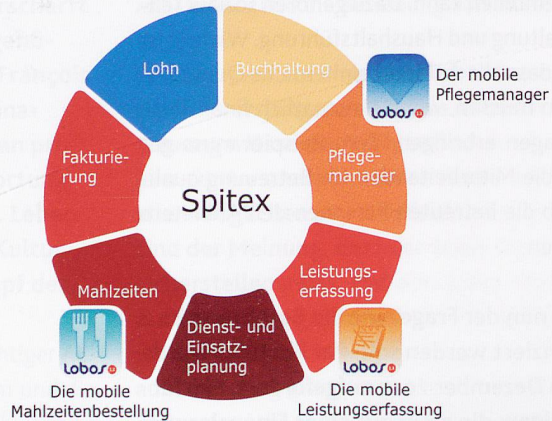 Lohn
Buchhaltung
Lobos
Der mobile
Pflegemanager
Pflege-
manager
Fakturie-
rung
Spitex
Leistungs-
erfassung
Mahlzeiten
Dienst- und
Einsatz-
planung
Lobos
Die mobile
Mahlzeitenbestellung
Lobos
Die mobile
Leistungserfassung